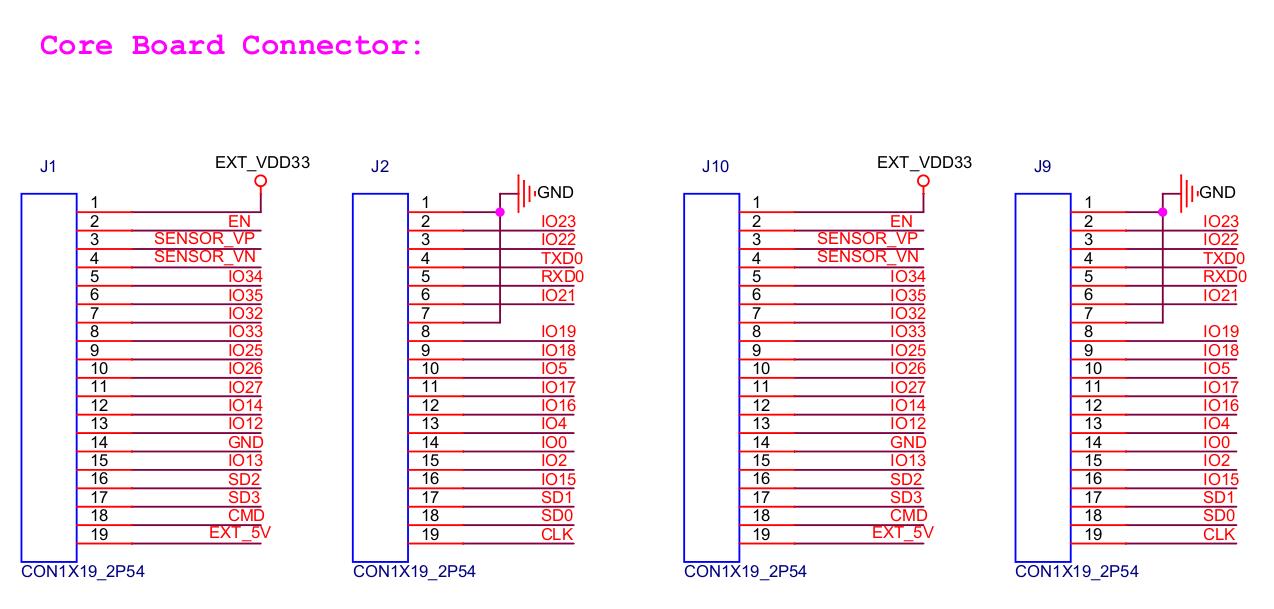 Core Board Connector:
J1
EXT_VDD33
1
2 EN
3 SENSOR_VP
4 SENSOR_VN
5 IO34
6 IO35
7 IO32
8 IO33
9 IO25
10 IO26
11 IO27
12 IO14
13 IO12
14 GND
15 IO13
16 SD2
17 SD3
18 CMD
19 EXT_5V
CON1X19_2P54
J2
GND
1
2 IO23
3 IO22
4 TXD0
5 RXD0
6 IO21
7
8 IO19
9 IO18
10 IO5
11 IO17
12 IO16
13 IO4
14 IO0
15 IO2
16 IO15
17 SD1
18 SD0
19 CLK
CON1X19_2P54
J10
EXT_VDD33
1
2 EN
3 SENSOR_VP
4 SENSOR_VN
5 IO34
6 IO35
7 IO32
8 IO33
9 IO25
10 IO26
11 IO27
12 IO14
13 IO12
14 GND
15 IO13
16 SD2
17 SD3
18 CMD
19 EXT_5V
CON1X19_2P54
J9
GND
1
2 IO23
3 IO22
4 TXD0
5 RXD0
6 IO21
7
8 IO19
9 IO18
10 IO5
11 IO17
12 IO16
13 IO4
14 IO0
15 IO2
16 IO15
17 SD1
18 SD0
19 CLK
CON1X19_2P54